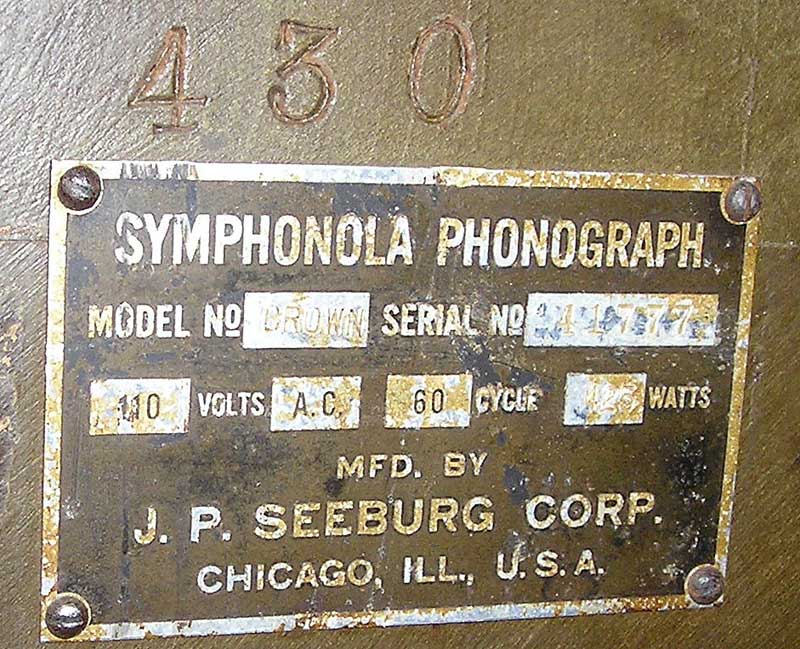 430
SYMPHONOLA PHONOGRAPH
MODEL Nº CROWN SERIAL Nº 41777
110 VOLTS A.C. 60 CYCLE WATTS
MFD. BY
J. P. SEEBURG CORP.
CHICAGO, ILL., U.S.A.